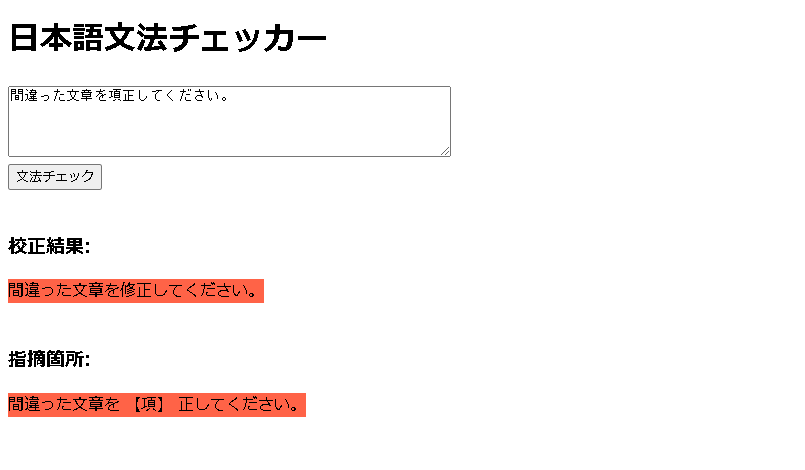 日本語文法チェッカー
間違った文章を項正してください。
文法チェック
校正結果:
間違った文章を修正してください。
指摘箇所:
間違った文章を 【項】 正してください。